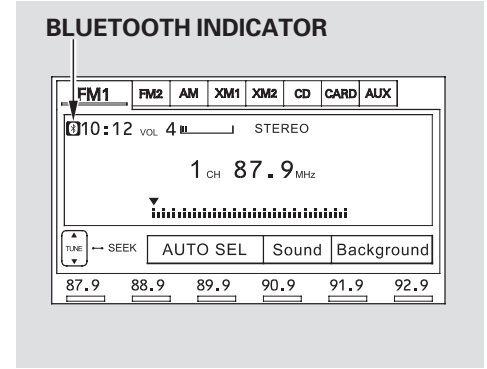 BLUETOOTH INDICATOR
FM1 FM2 AM XM1 XM2 CD CARD AUX
10:12 VOL 4 STEREO
1 CH 87.9 MHz
TUNE SEEK AUTO SEL Sound Background
87.9 88.9 89.9 90.9 91.9 92.9